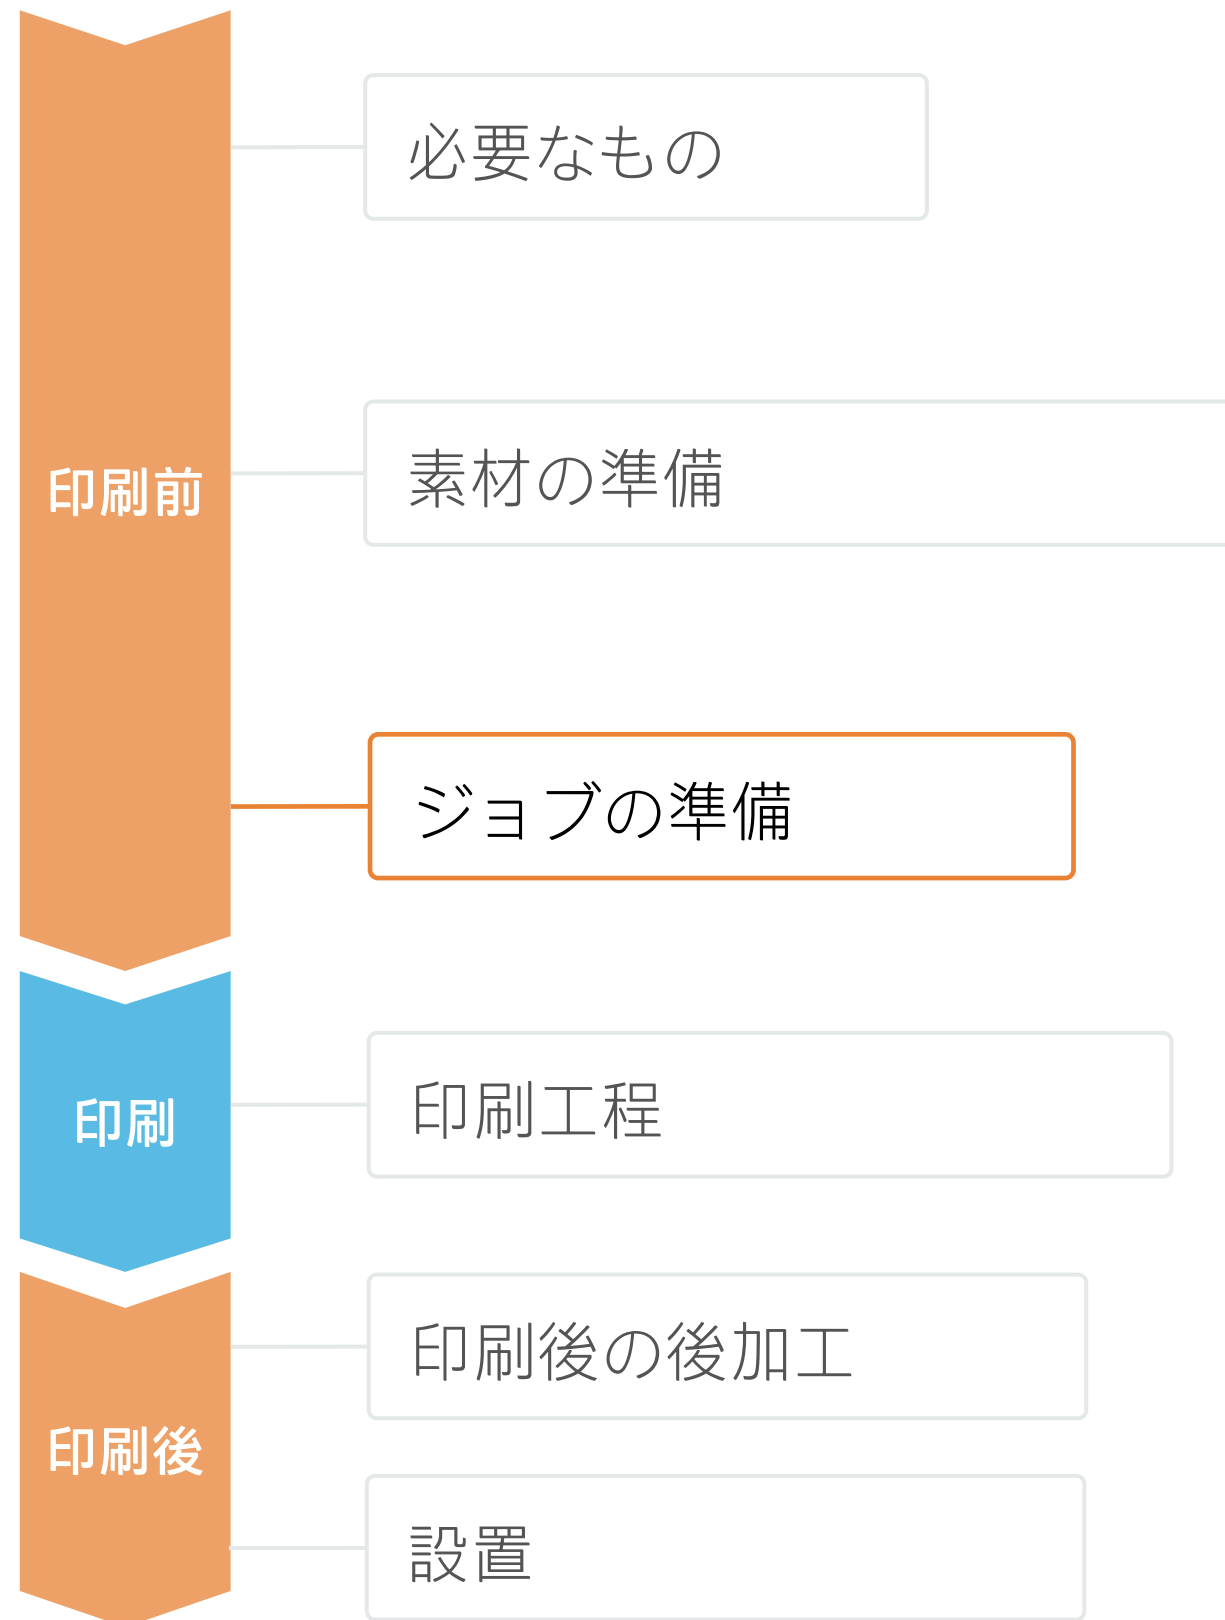 印刷前
必要なもの
素材の準備
ジョブの準備
印刷
印刷工程
印刷後
印刷後の後加工
設置